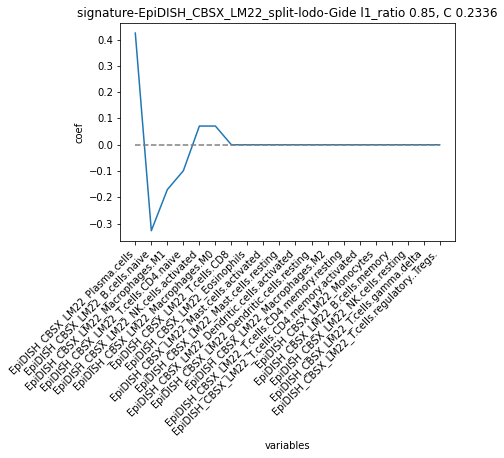 signature-EpiDISH_CBSX_LM22_split-lodo-Gide l1_ratio 0.85, C 0.2336
coef
0.4
0.3
0.2
0.1
0.0
−0.1
−0.2
−0.3
EpiDISH_CBSX_LM22_Plasma.cells
EpiDISH_CBSX_LM22_B.cells.naive
EpiDISH_CBSX_LM22_Macrophages.M1
EpiDISH_CBSX_LM22_T.cells.CD4.naive
EpiDISH_CBSX_LM22_NK.cells.activated
EpiDISH_CBSX_LM22_Macrophages.M0
EpiDISH_CBSX_LM22_T.cells.CD8
EpiDISH_CBSX_LM22_Eosinophils
EpiDISH_CBSX_LM22_Mast.cells.activated
EpiDISH_CBSX_LM22_Mast.cells.resting
EpiDISH_CBSX_LM22_Dendritic.cells.activated
EpiDISH_CBSX_LM22_Dendritic.cells.resting
EpiDISH_CBSX_LM22_Macrophages.M2
EpiDISH_CBSX_LM22_T.cells.CD4.memory.resting
EpiDISH_CBSX_LM22_T.cells.CD4.memory.activated
EpiDISH_CBSX_LM22_Monocytes
EpiDISH_CBSX_LM22_B.cells.memory
EpiDISH_CBSX_LM22_NK.cells.resting
EpiDISH_CBSX_LM22_T.cells.gamma.delta
EpiDISH_CBSX_LM22_T.cells.regulatory..Tregs.
variables